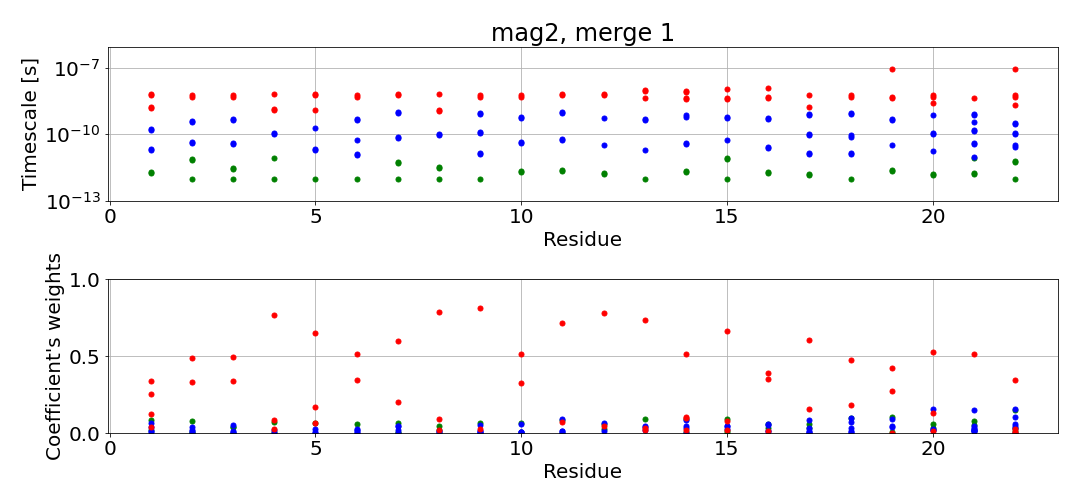 mag2, merge 1
Timescale [s]
10⁻⁷
10⁻¹⁰
10⁻¹³
0 5 10 15 20
Residue
Coefficient's weights
1.0
0.5
0.0
0 5 10 15 20
Residue